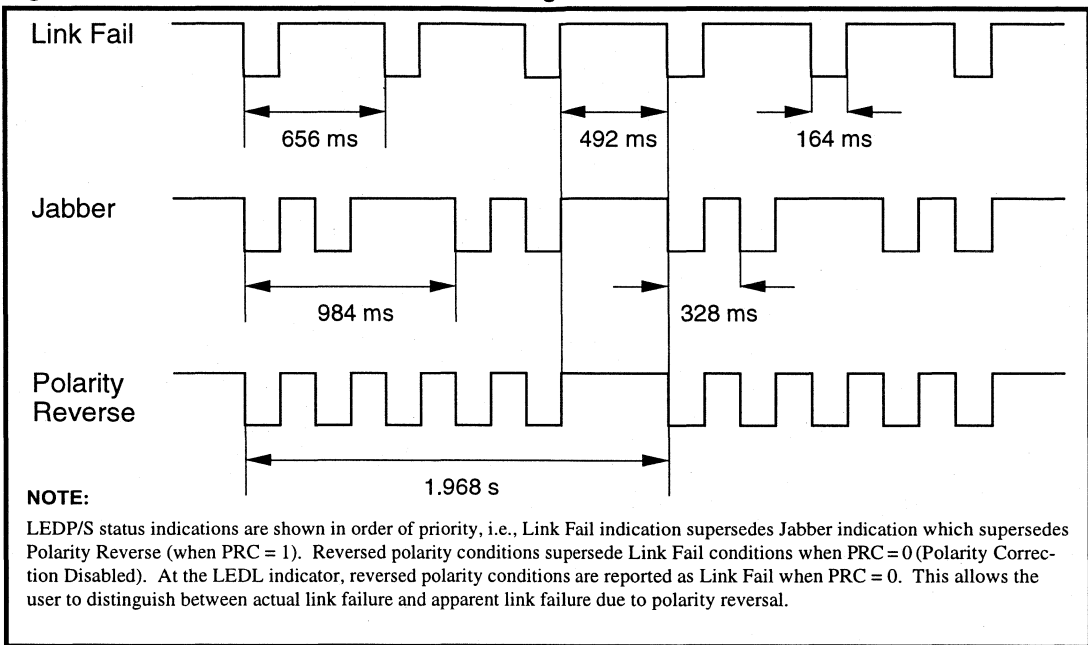 Link Fail
656 ms
492 ms
164 ms
Jabber
984 ms
328 ms
Polarity
Reverse
1.968 s
NOTE:
LEDP/S status indications are shown in order of priority, i.e., Link Fail indication supersedes Jabber indication which supersedes
Polarity Reverse (when PRC = 1). Reversed polarity conditions supersede Link Fail conditions when PRC = 0 (Polarity Correc-
tion Disabled). At the LEDL indicator, reversed polarity conditions are reported as Link Fail when PRC = 0. This allows the
user to distinguish between actual link failure and apparent link failure due to polarity reversal.